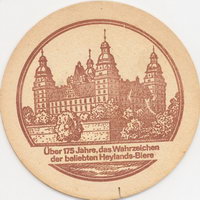 Über 175 Jahre, das Wahrzeichen
der beliebten Heylands-Biere